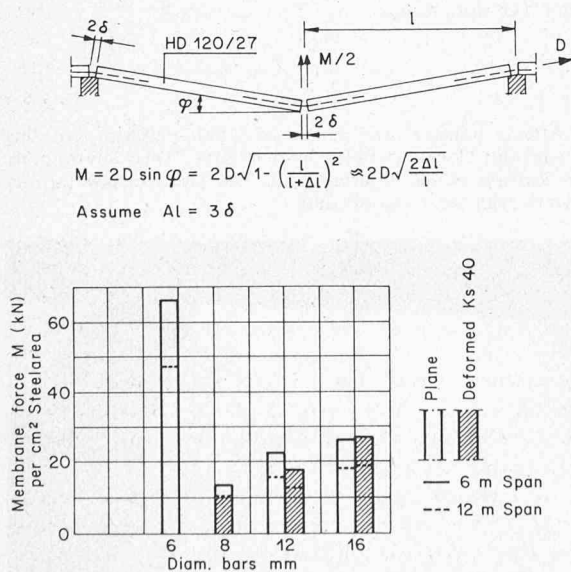 2δ
HD 120/27
l
D
M/2
φ
2δ
M = 2D sin φ = 2D√1-(l/l+Δl)² ≈ 2D√2Δl/l
Assume Al = 3δ
Membrane force M (kN)
per cm² Steelared
60
40
20
0
6
8
12
16
Diam. bars mm
Plane
Deformed Ks 40
6 m Span
12 m Span